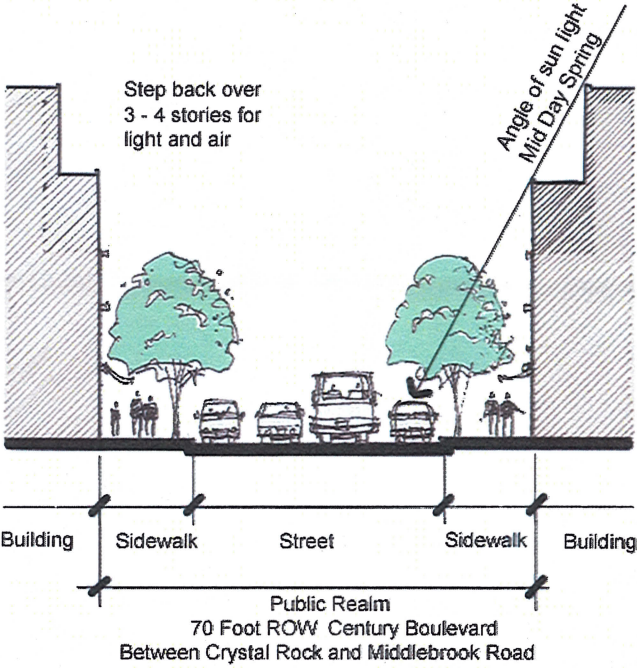 Step back over
3 - 4 stories for
light and air
Angle of sun light
Mid Day Spring
Building
Sidewalk
Street
Sidewalk
Building
Public Realm
70 Foot ROW Century Boulevard
Between Crystal Rock and Middlebrook Road